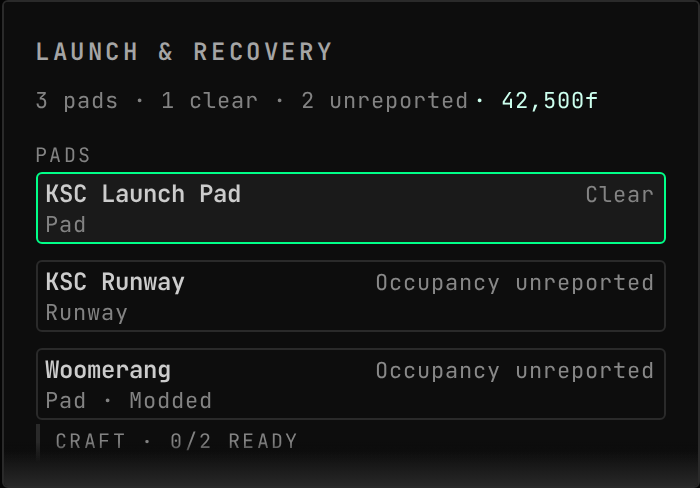 LAUNCH & RECOVERY
3 pads · 1 clear · 2 unreported · 42,500f
PADS
KSC Launch Pad Clear
Pad
KSC Runway Occupancy unreported
Runway
Woomerang Occupancy unreported
Pad · Modded
CRAFT · 0/2 READY